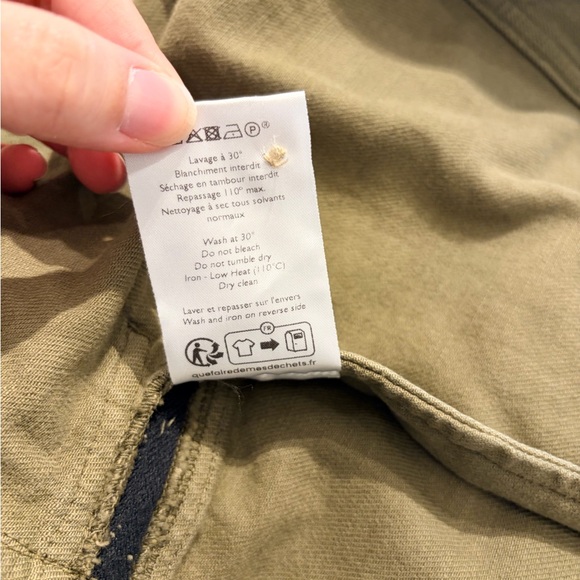 P
Lavage à 30°
Blanchiment interdit
Séchage en tambour interdit
Repassage 110° max.
Nettoyage à sec tous solvants
normaux
Wash at 30°
Do not bleach
Do not tumble dry
Iron - Low Heat (110°C)
Dry clean
Laver et repasser sur l'envers
Wash and iron on reverse side
FR
quefairedemesdechets.fr